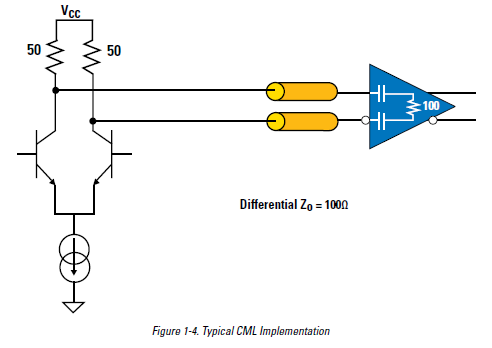 Vcc
50
50
100
Differential Z0 = 100Ω
Figure 1-4. Typical CML Implementation